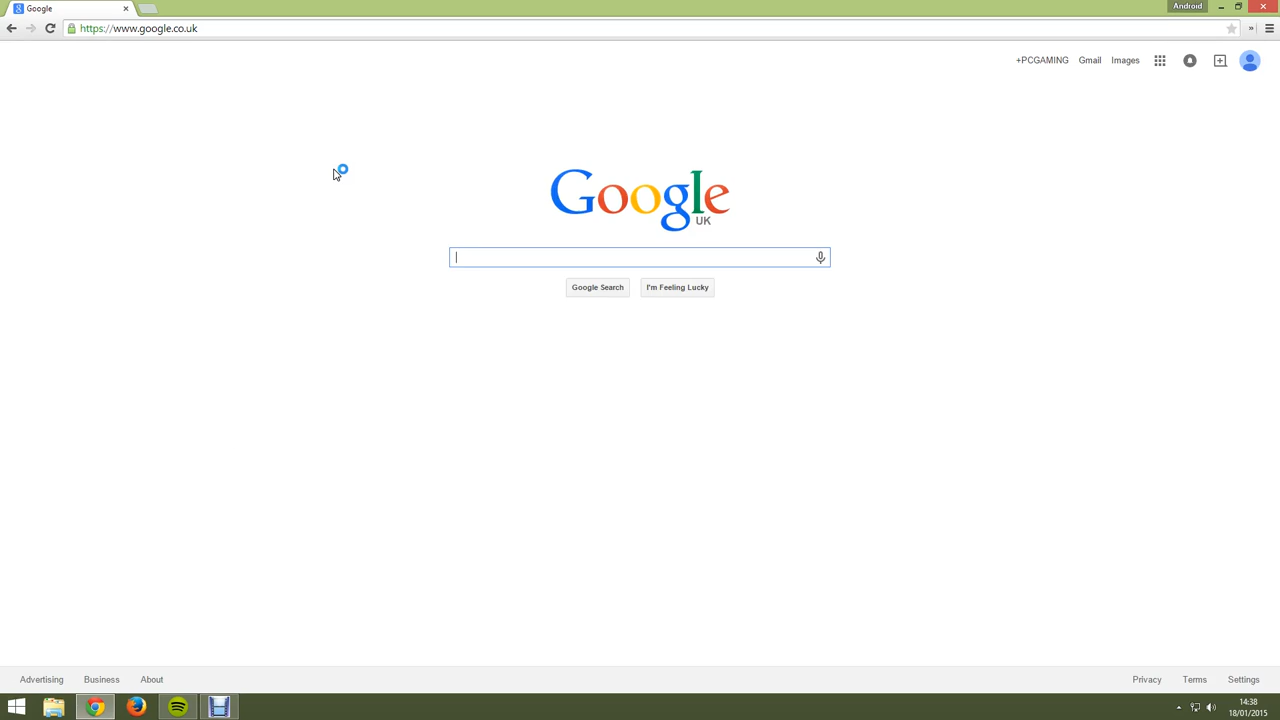 Google
Android
https://www.google.co.uk
+PCGAMING Gmail Images
Google
UK
Google Search I'm Feeling Lucky
Advertising Business About
Privacy Terms Settings
14:38
18/01/2015